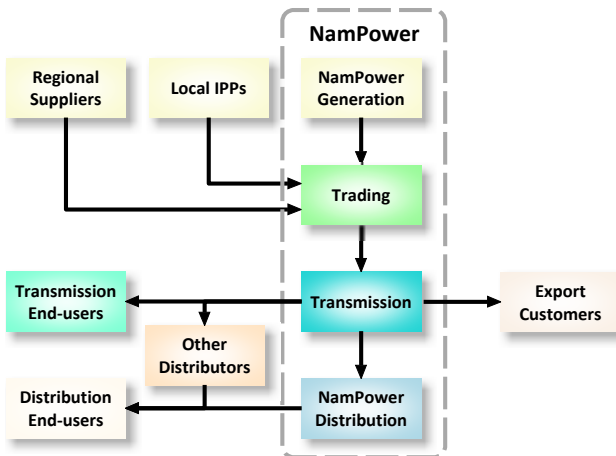 NamPower
Regional
Suppliers
Local IPPs
NamPower
Generation
Trading
Transmission
End-users
Transmission
Export
Customers
Other
Distributors
Distribution
End-users
NamPower
Distribution